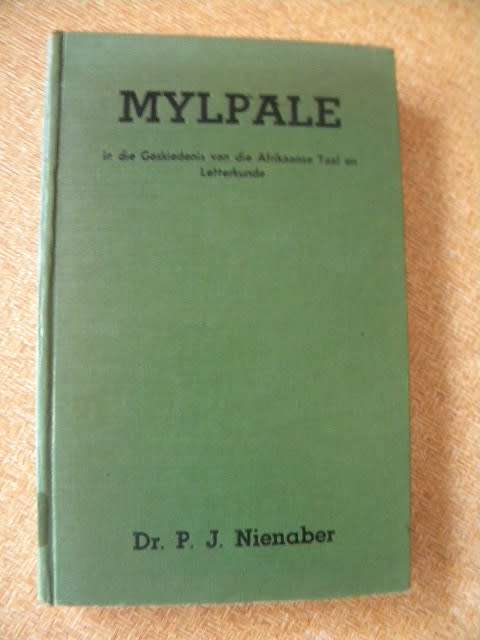 MYLPALE
in die Geskiedenis van die Afrikaanse Taal en
Letterkunde
Dr. P. J. Nienaber